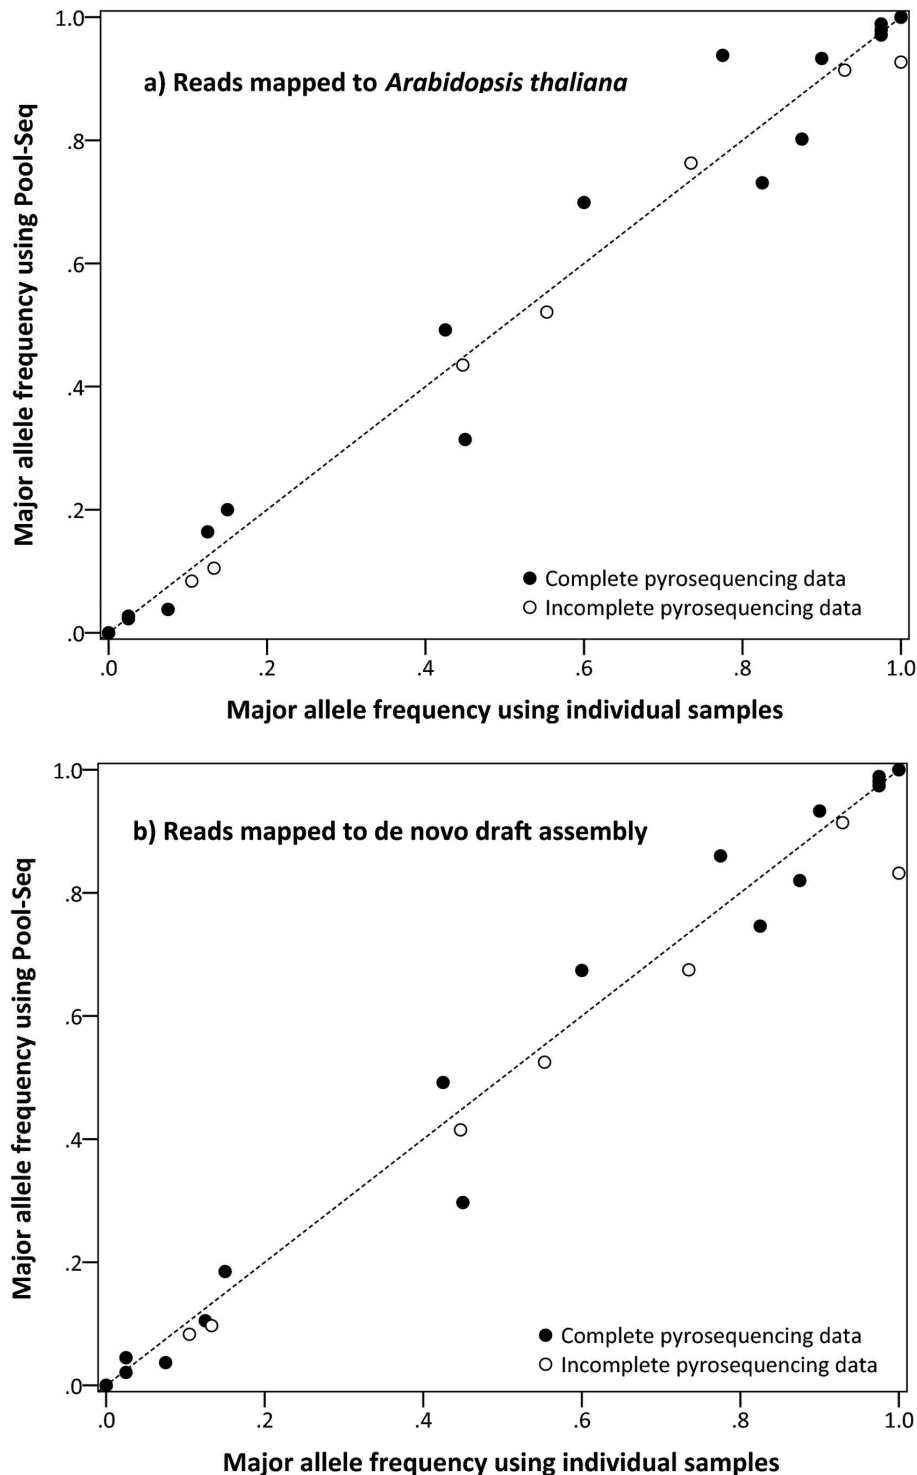 1.0
a) Reads mapped to Arabidopsis thaliana
.8
.6
.4
.2
.0
Major allele frequency using Pool-Seq
Complete pyrosequencing data
Incomplete pyrosequencing data
.0 .2 .4 .6 .8 1.0
Major allele frequency using individual samples
1.0
b) Reads mapped to de novo draft assembly
.8
.6
.4
.2
.0
Major allele frequency using Pool-Seq
Complete pyrosequencing data
Incomplete pyrosequencing data
.0 .2 .4 .6 .8 1.0
Major allele frequency using individual samples